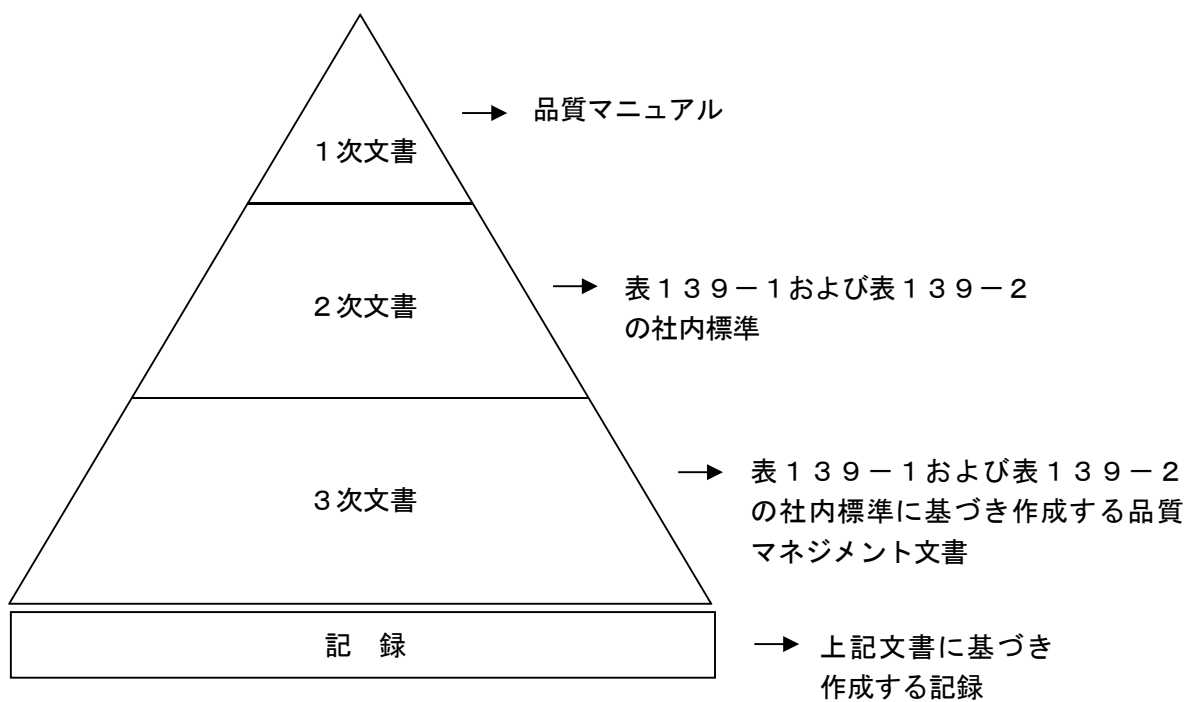 品質マニュアル
１次文書
２次文書
表１３９－１および表１３９－２
の社内標準
３次文書
表１３９－１および表１３９－２
の社内標準に基づき作成する品質
マネジメント文書
記　録
上記文書に基づき
作成する記録